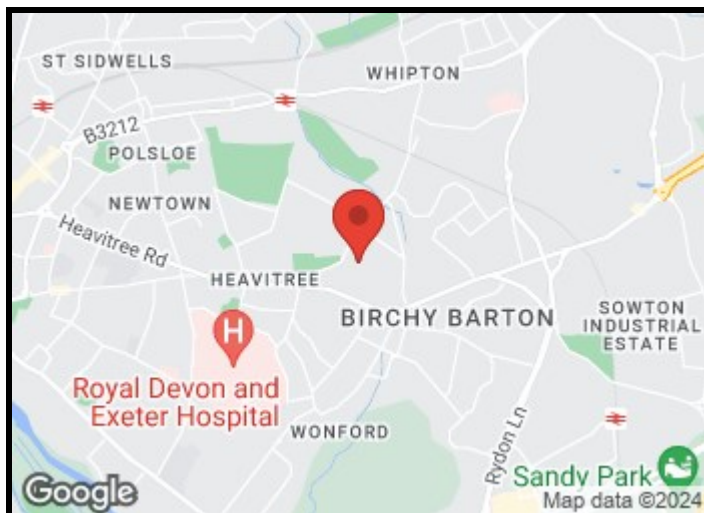 ST SIDWELLS
WHIPTON
B3212
POLSLOE
NEWTOWN
Heavitree Rd
HEAVITREE
BIRCHY BARTON
SOWTON
INDUSTRIAL
ESTATE
H
Royal Devon and
Exeter Hospital
WONFORD
Rydon Ln
Sandy Park
Google
Map data ©2024